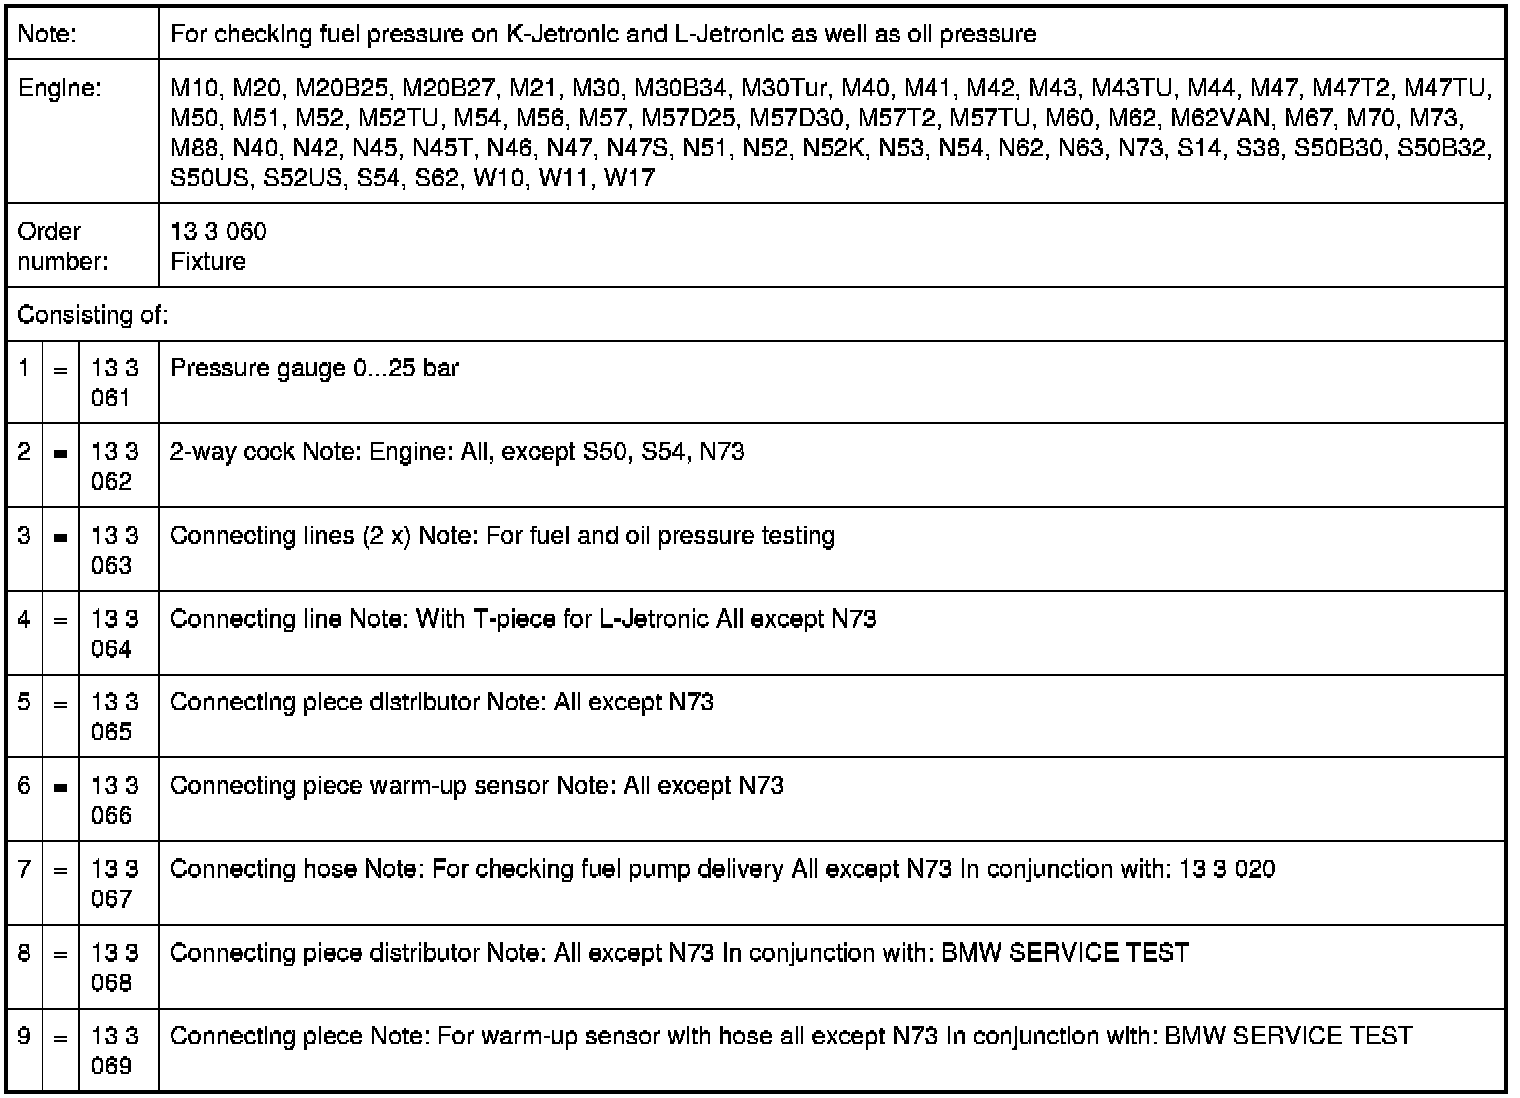 Note: For checking fuel pressure on K-Jetronic and L-Jetronic as well as oil pressure
Engine: M10, M20, M20B25, M20B27, M21, M30, M30B34, M30Tur, M40, M41, M42, M43, M43TU, M44, M47, M47T2, M47TU,
M50, M51, M52, M52TU, M54, M56, M57, M57D25, M57D30, M57T2, M57TU, M60, M62, M62VAN, M67, M70, M73,
M88, N40, N42, N45, N45T, N46, N47, N47S, N51, N52, N52K, N53, N54, N62, N63, N73, S14, S38, S50B30, S50B32,
S50US, S52US, S54, S62, W10, W11, W17
Order 13 3 060
number: Fixture
Consisting of:
1 = 13 3 Pressure gauge 0...25 bar
061
2 = 13 3 2-way cock Note: Engine: All, except S50, S54, N73
062
3 = 13 3 Connecting lines (2 x) Note: For fuel and oil pressure testing
063
4 = 13 3 Connecting line Note: With T-piece for L-Jetronic All except N73
064
5 = 13 3 Connecting piece distributor Note: All except N73
065
6 = 13 3 Connecting piece warm-up sensor Note: All except N73
066
7 = 13 3 Connecting hose Note: For checking fuel pump delivery All except N73 In conjunction with: 13 3 020
067
8 = 13 3 Connecting piece distributor Note: All except N73 In conjunction with: BMW SERVICE TEST
068
9 = 13 3 Connecting piece Note: For warm-up sensor with hose all except N73 In conjunction with: BMW SERVICE TEST
069